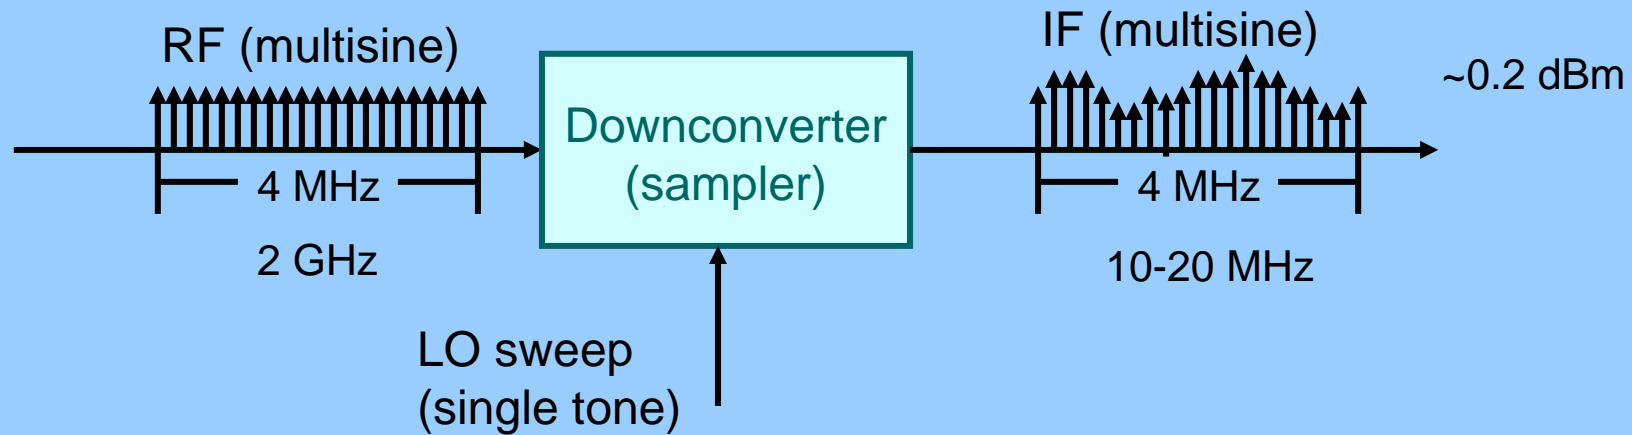 RF (multisine)
4 MHz
2 GHz
Downconverter
(sampler)
LO sweep
(single tone)
IF (multisine)
4 MHz
10-20 MHz
~0.2 dBm